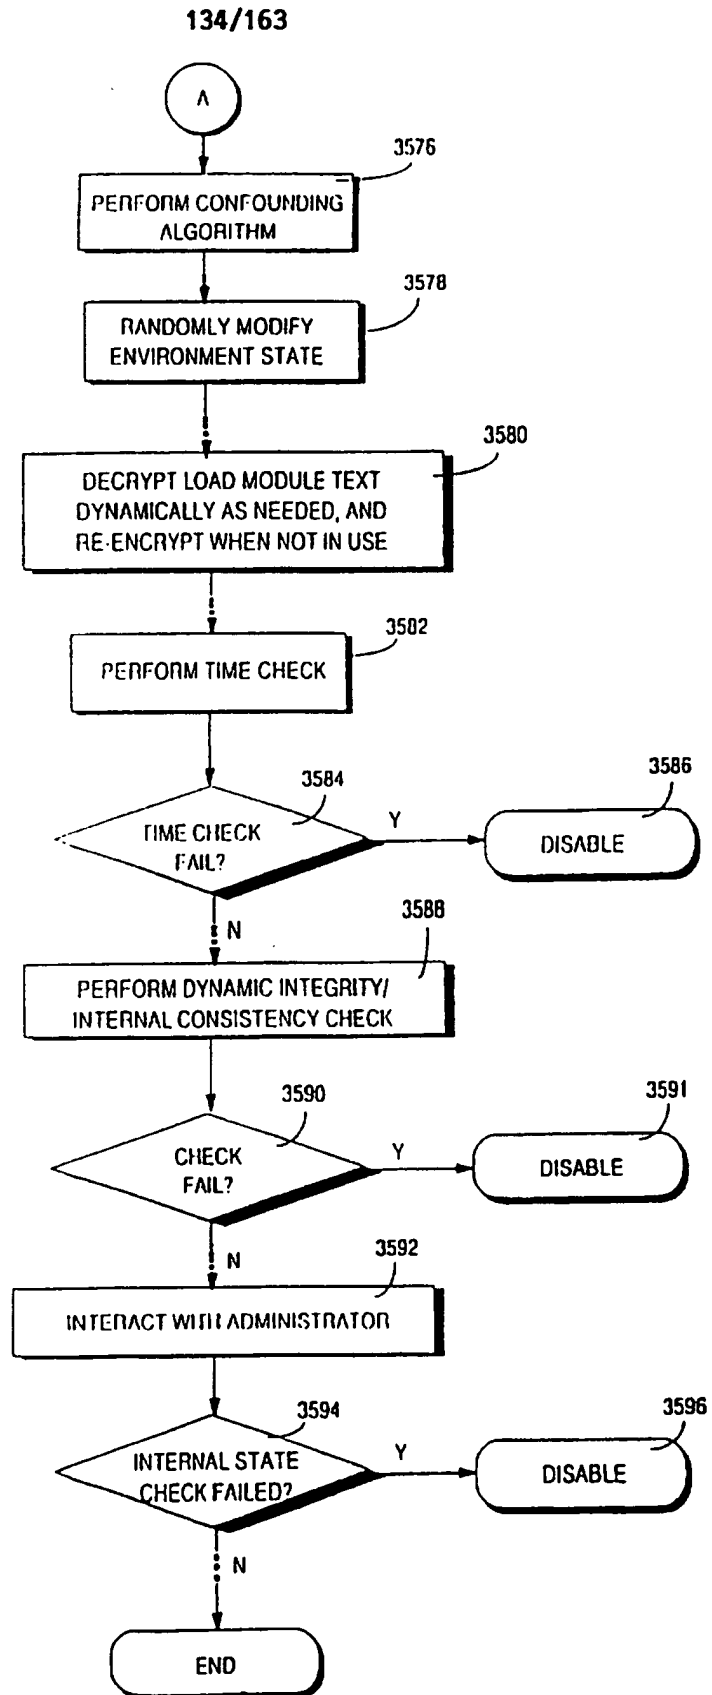 134/163
A
3576
PERFORM CONFOUNDING
ALGORITHM
3578
RANDOMLY MODIFY
ENVIRONMENT STATE
3580
DECRYPT LOAD MODULE TEXT
DYNAMICALLY AS NEEDED, AND
RE-ENCRYPT WHEN NOT IN USE
3582
PERFORM TIME CHECK
3584
TIME CHECK
FAIL?
Y
3586
DISABLE
N
3588
PERFORM DYNAMIC INTEGRITY/
INTERNAL CONSISTENCY CHECK
3590
CHECK
FAIL?
Y
3591
DISABLE
N
3592
INTERACT WITH ADMINISTRATOR
3594
INTERNAL STATE
CHECK FAILED?
Y
3596
DISABLE
N
END